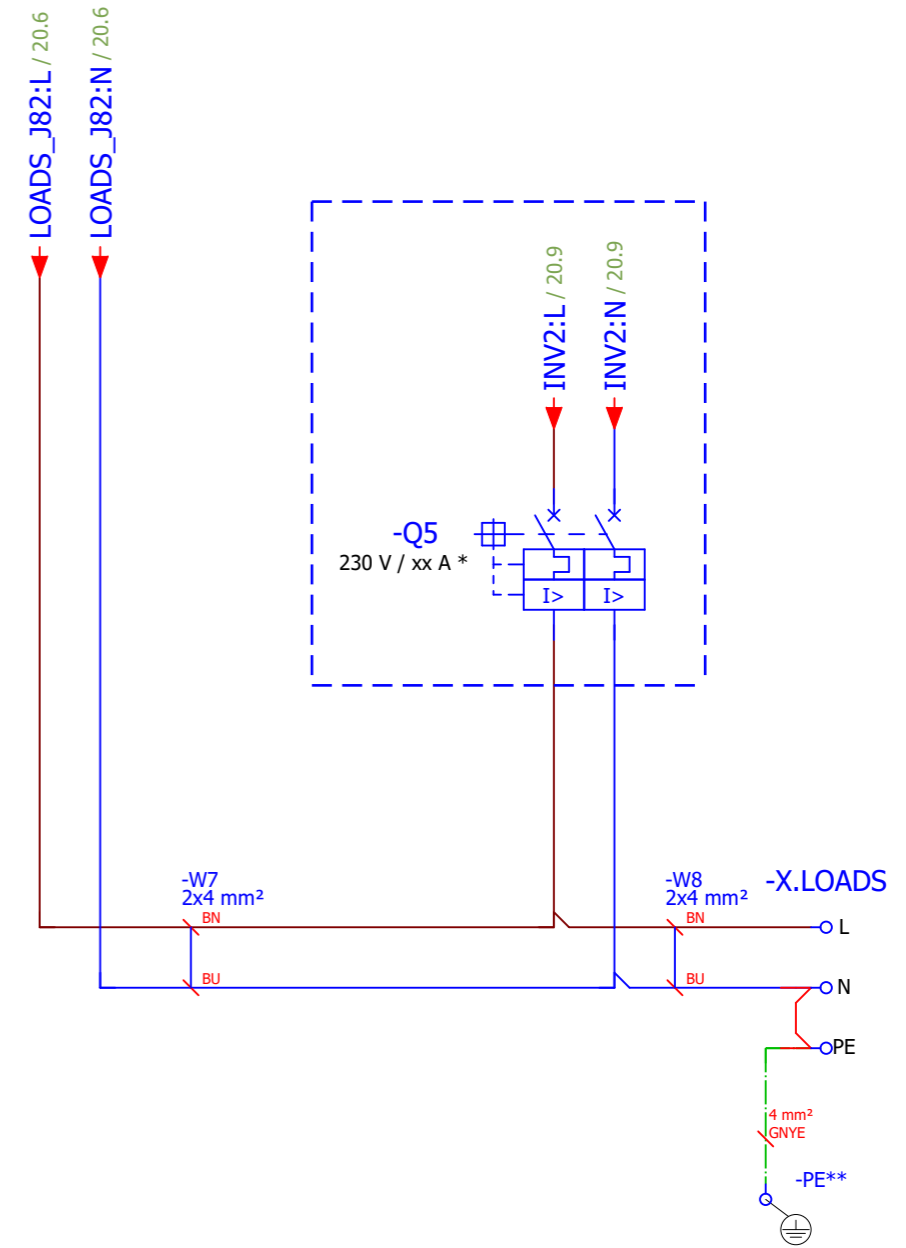 LOADS_J82:L / 20.6
LOADS_J82:N / 20.6
INV2:L / 20.9
INV2:N / 20.9
-Q5
230 V / xx A *
I>
I>
-W7
2x4 mm²
BN
BU
-W8
2x4 mm²
BN
BU
-X.LOADS
L
N
PE
4 mm²
GNYE
-PE**